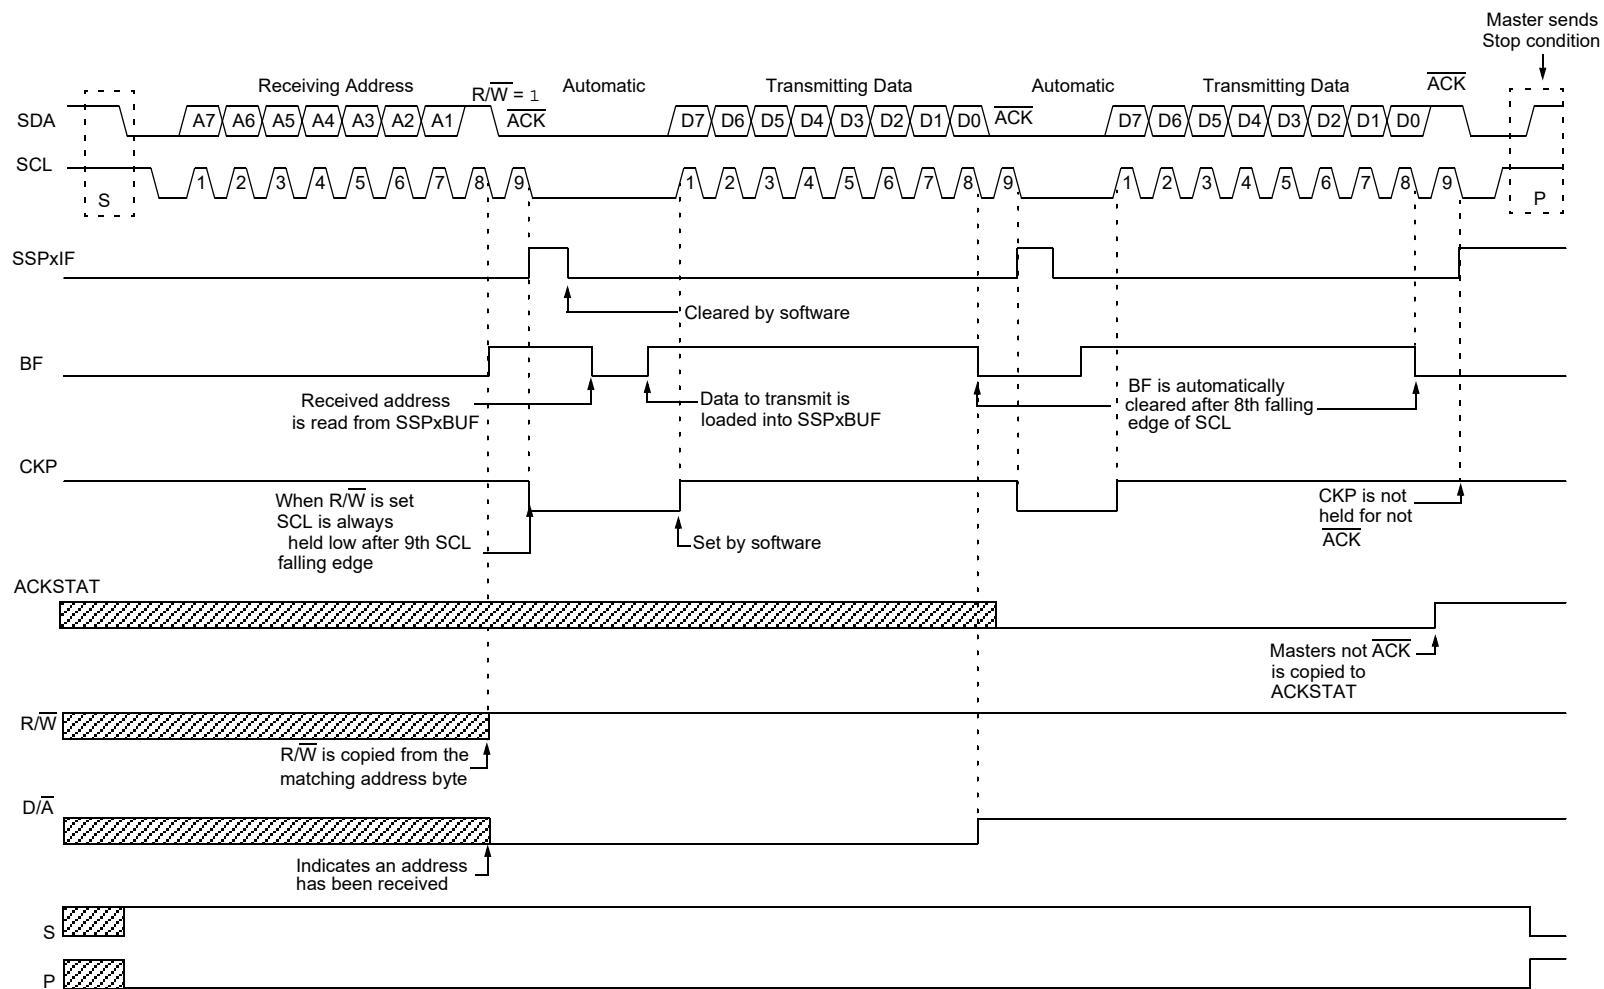 Master sends
Stop condition
Receiving Address
R/W̅ = 1
Automatic
Transmitting Data
Automatic
Transmitting Data
A̅C̅K̅
SDA
A7 A6 A5 A4 A3 A2 A1
A̅C̅K̅
D7 D6 D5 D4 D3 D2 D1 D0
A̅C̅K̅
D7 D6 D5 D4 D3 D2 D1 D0
SCL
S
1 2 3 4 5 6 7 8 9
1 2 3 4 5 6 7 8 9
1 2 3 4 5 6 7 8 9
P
SSPxIF
Cleared by software
BF
Received address
is read from SSPxBUF
Data to transmit is
loaded into SSPxBUF
BF is automatically
cleared after 8th falling
edge of SCL
CKP
When R/W̅ is set
SCL is always
held low after 9th SCL
falling edge
Set by software
CKP is not
held for not
A̅C̅K̅
ACKSTAT
Masters not A̅C̅K̅
is copied to
ACKSTAT
R/W̅
R/W̅ is copied from the
matching address byte
D/A̅
Indicates an address
has been received
S
P